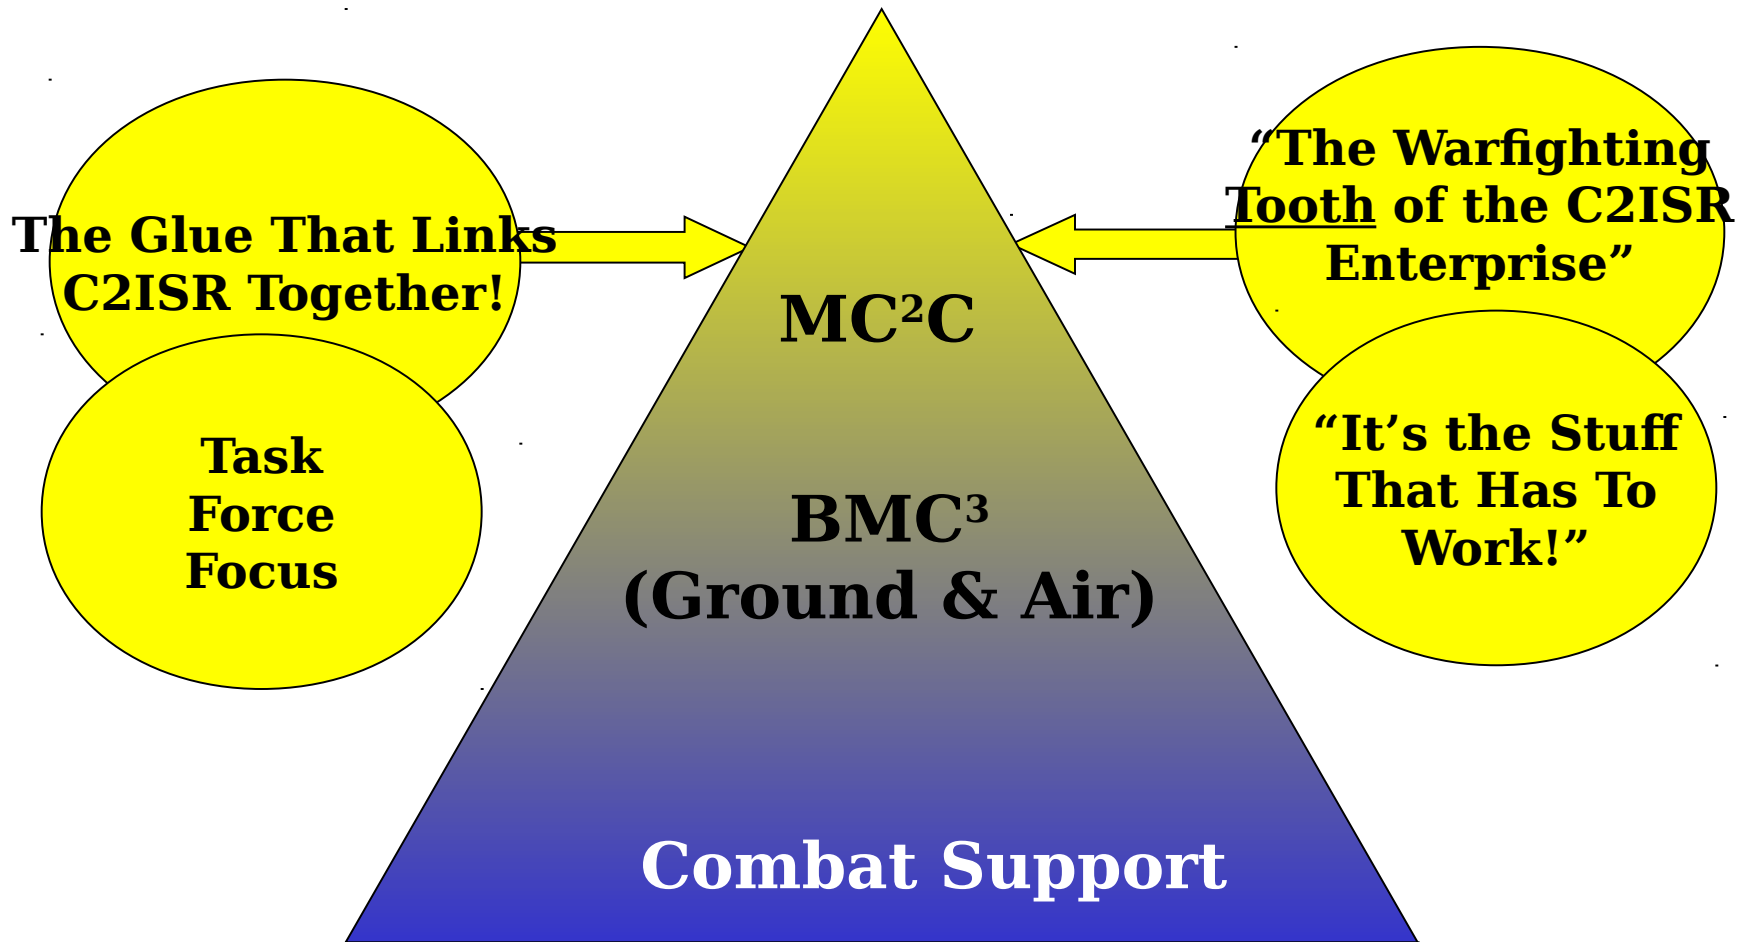 The Glue That Links
C2ISR Together!
Task
Force
Focus
MC²C
BMC³
(Ground & Air)
Combat Support
“The Warfighting
Tooth of the C2ISR
Enterprise”
“It’s the Stuff
That Has To
Work!”